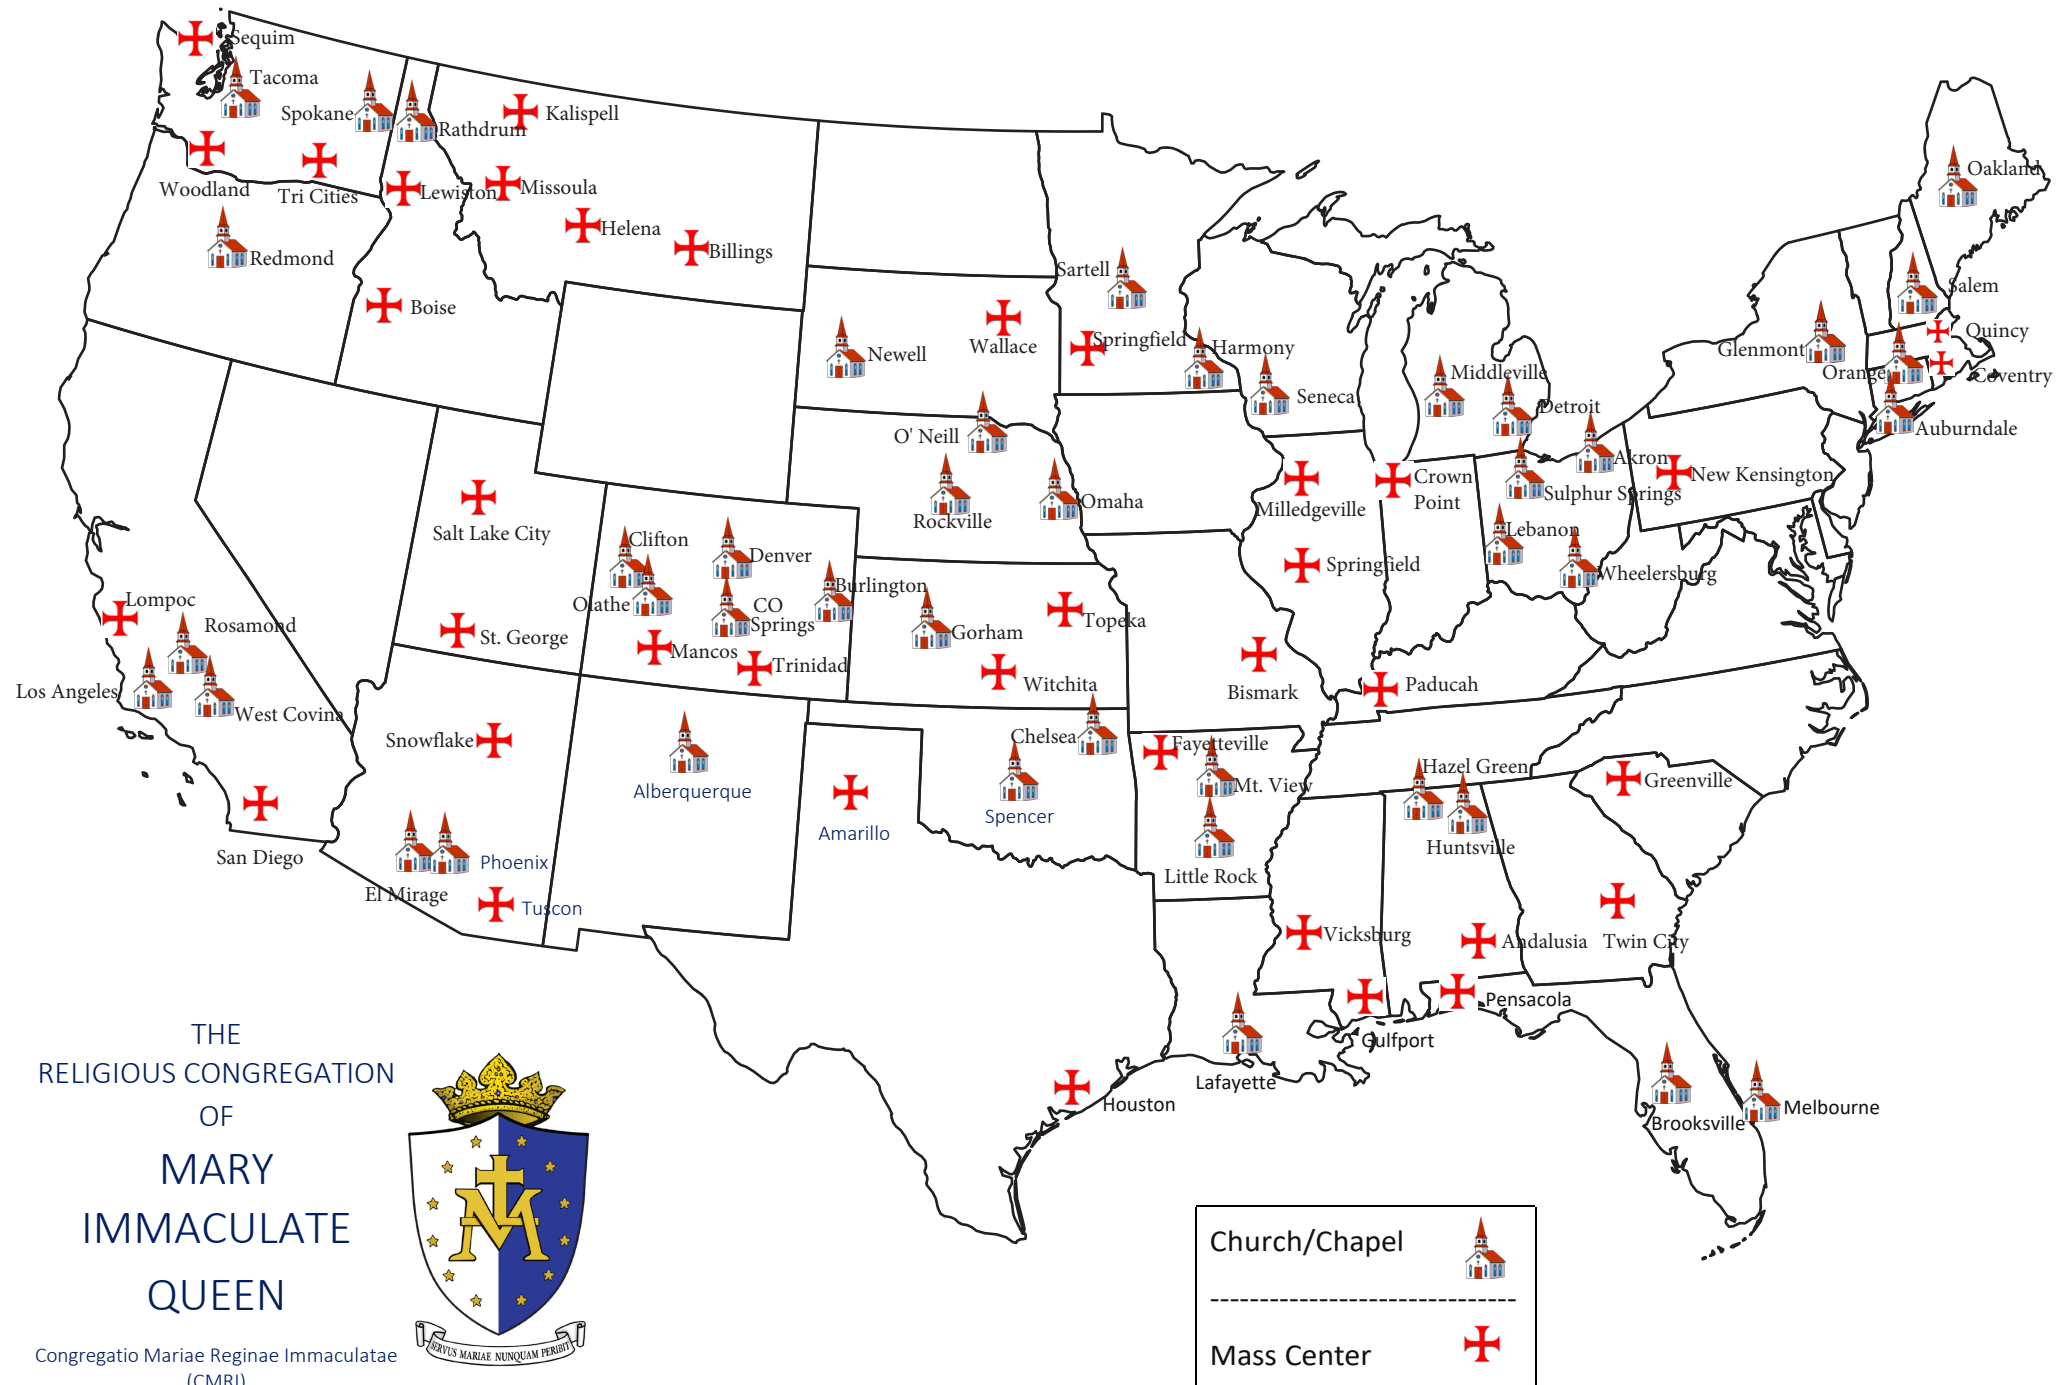 Sequim
Tacoma
Spokane
Rathdrum
Kalispell
Woodland
Tri Cities
Lewiston
Missoula
Helena
Billings
Redmond
Boise
Sartell
Newell
Wallace
Springfield
Harmony
Seneca
Middleville
Detroit
Oakland
Salem
Quincy
Glenmont
Orange
Coventry
Auburndale
O' Neill
Rockville
Omaha
Milledgeville
Crown
Point
Akron
Sulphur Springs
New Kensington
Lebanon
Wheelersburg
Salt Lake City
St. George
Clifton
Denver
Olathe
CO
Springs
Burlington
Mancos
Trinidad
Gorham
Topeka
Witchita
Springfield
Bismark
Paducah
Lompoc
Rosamond
Los Angeles
West Covina
San Diego
Snowflake
Phoenix
El Mirage
Tuscon
Alberquerque
Amarillo
Chelsea
Spencer
Fayetteville
Mt. View
Little Rock
Hazel Green
Huntsville
Greenville
Vicksburg
Andalusia
Twin City
Pensacola
Gulfport
Lafayette
Houston
Brooksville
Melbourne
THE
RELIGIOUS CONGREGATION
OF
MARY
IMMACULATE
QUEEN
Congregatio Mariae Reginae Immaculatae
(CMRI)
SERVUS MARIAE NUNQUAM PERIBIT
Church/Chapel
Mass Center